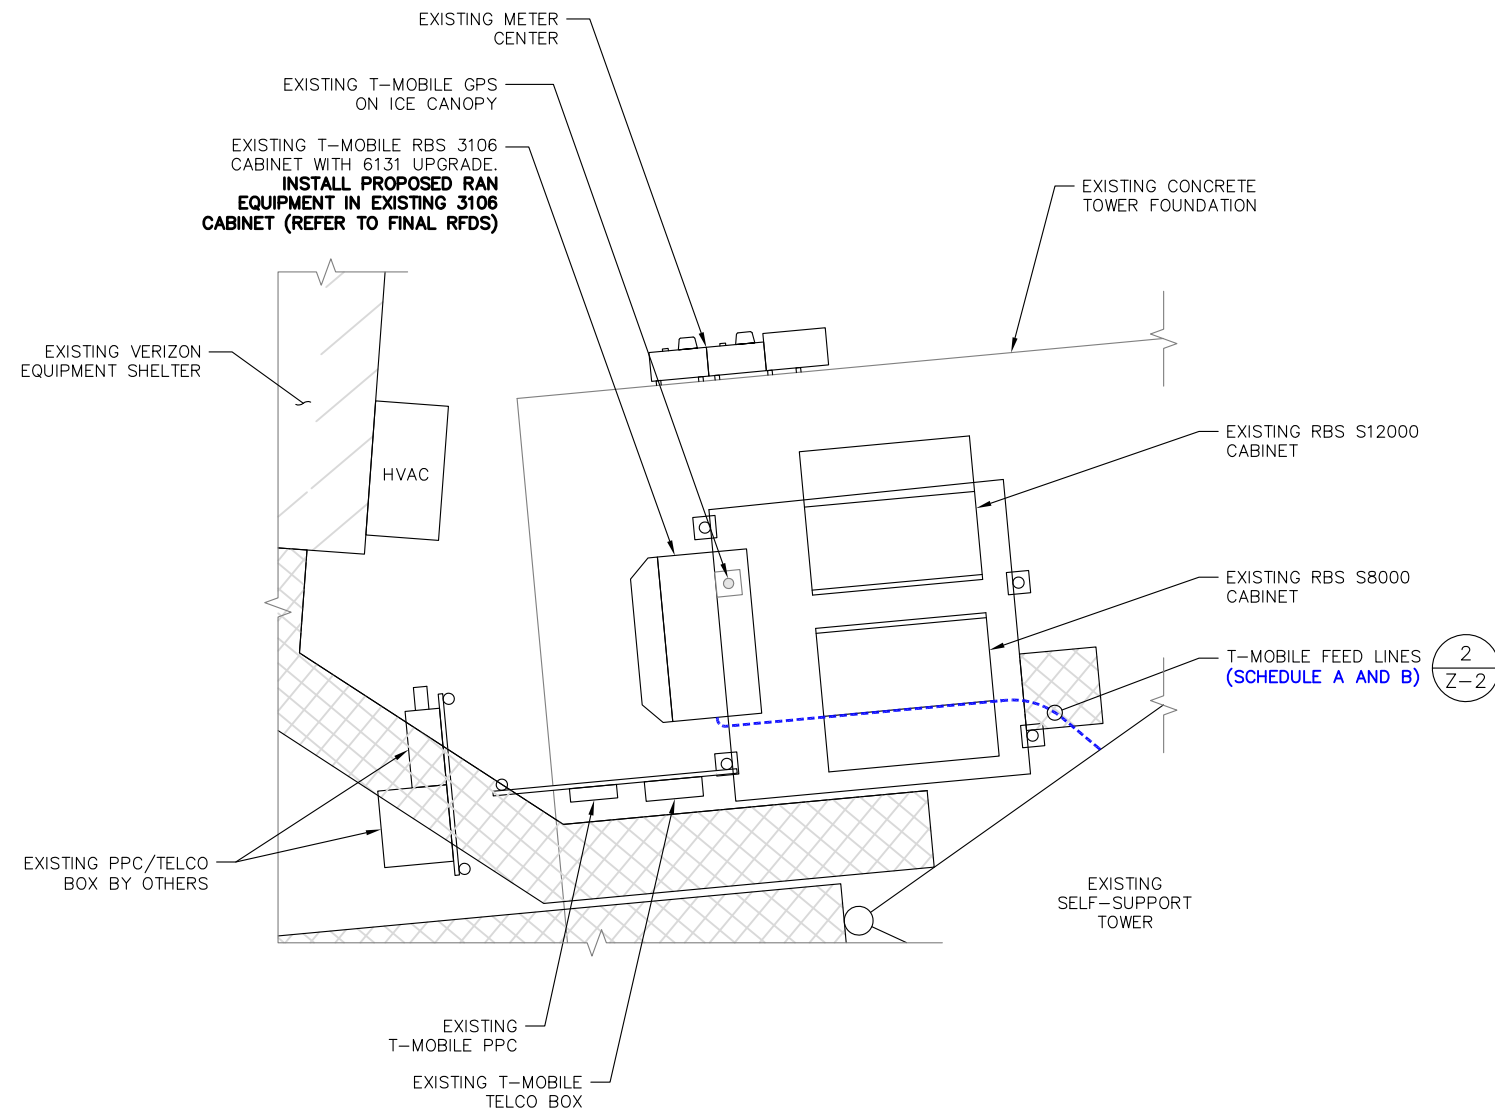 EXISTING METER
CENTER
EXISTING T-MOBILE GPS
ON ICE CANOPY
EXISTING T-MOBILE RBS 3106
CABINET WITH 6131 UPGRADE.
INSTALL PROPOSED RAN
EQUIPMENT IN EXISTING 3106
CABINET (REFER TO FINAL RFDS)
EXISTING CONCRETE
TOWER FOUNDATION
EXISTING VERIZON
EQUIPMENT SHELTER
HVAC
EXISTING RBS S12000
CABINET
EXISTING RBS S8000
CABINET
T-MOBILE FEED LINES
(SCHEDULE A AND B)
2
Z-2
EXISTING PPC/TELCO
BOX BY OTHERS
EXISTING
SELF-SUPPORT
TOWER
EXISTING
T-MOBILE PPC
EXISTING T-MOBILE
TELCO BOX